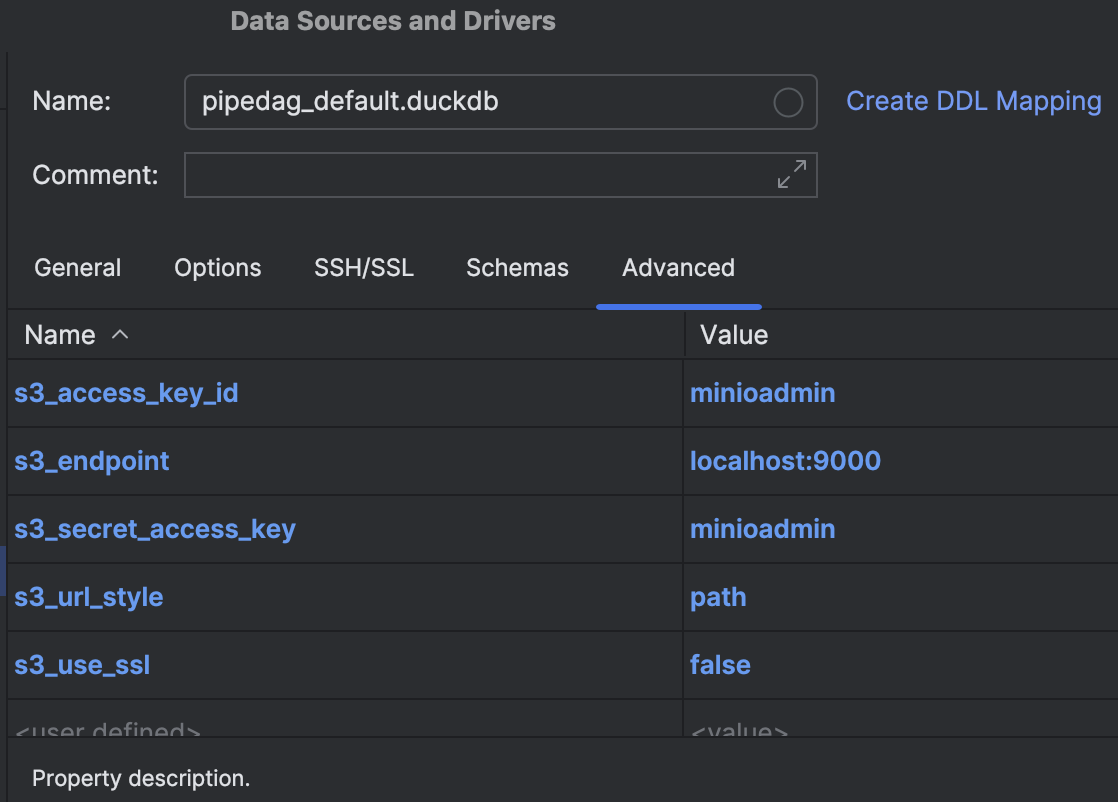 Data Sources and Drivers
Name: pipedag_default.duckdb Create DDL Mapping
Comment:
General Options SSH/SSL Schemas Advanced
Name Value
s3_access_key_id minioadmin
s3_endpoint localhost:9000
s3_secret_access_key minioadmin
s3_url_style path
s3_use_ssl false
<user defined> <value>
Property description.